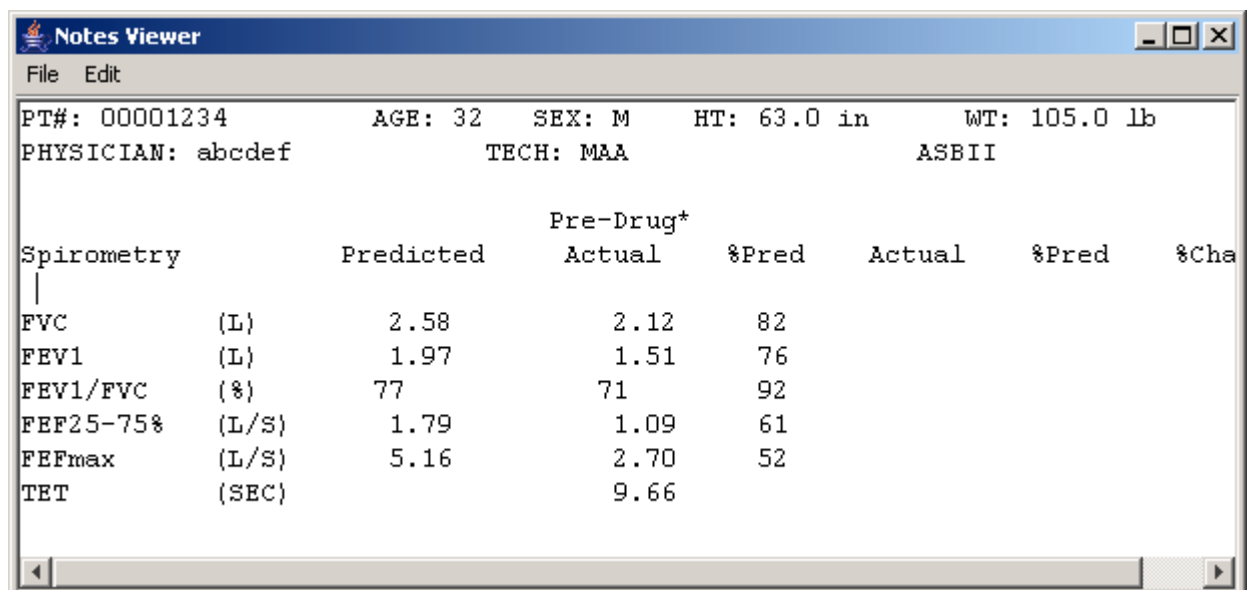 Notes Viewer
File Edit
PT#: 00001234 AGE: 32 SEX: M HT: 63.0 in WT: 105.0 lb
PHYSICIAN: abcdef TECH: MAA ASBII
Pre-Drug*
Spirometry Predicted Actual %Pred Actual %Pred %Cha
FVC (L) 2.58 2.12 82
FEV1 (L) 1.97 1.51 76
FEV1/FVC (%) 77 71 92
FEF25-75% (L/S) 1.79 1.09 61
FEFmax (L/S) 5.16 2.70 52
TET (SEC) 9.66